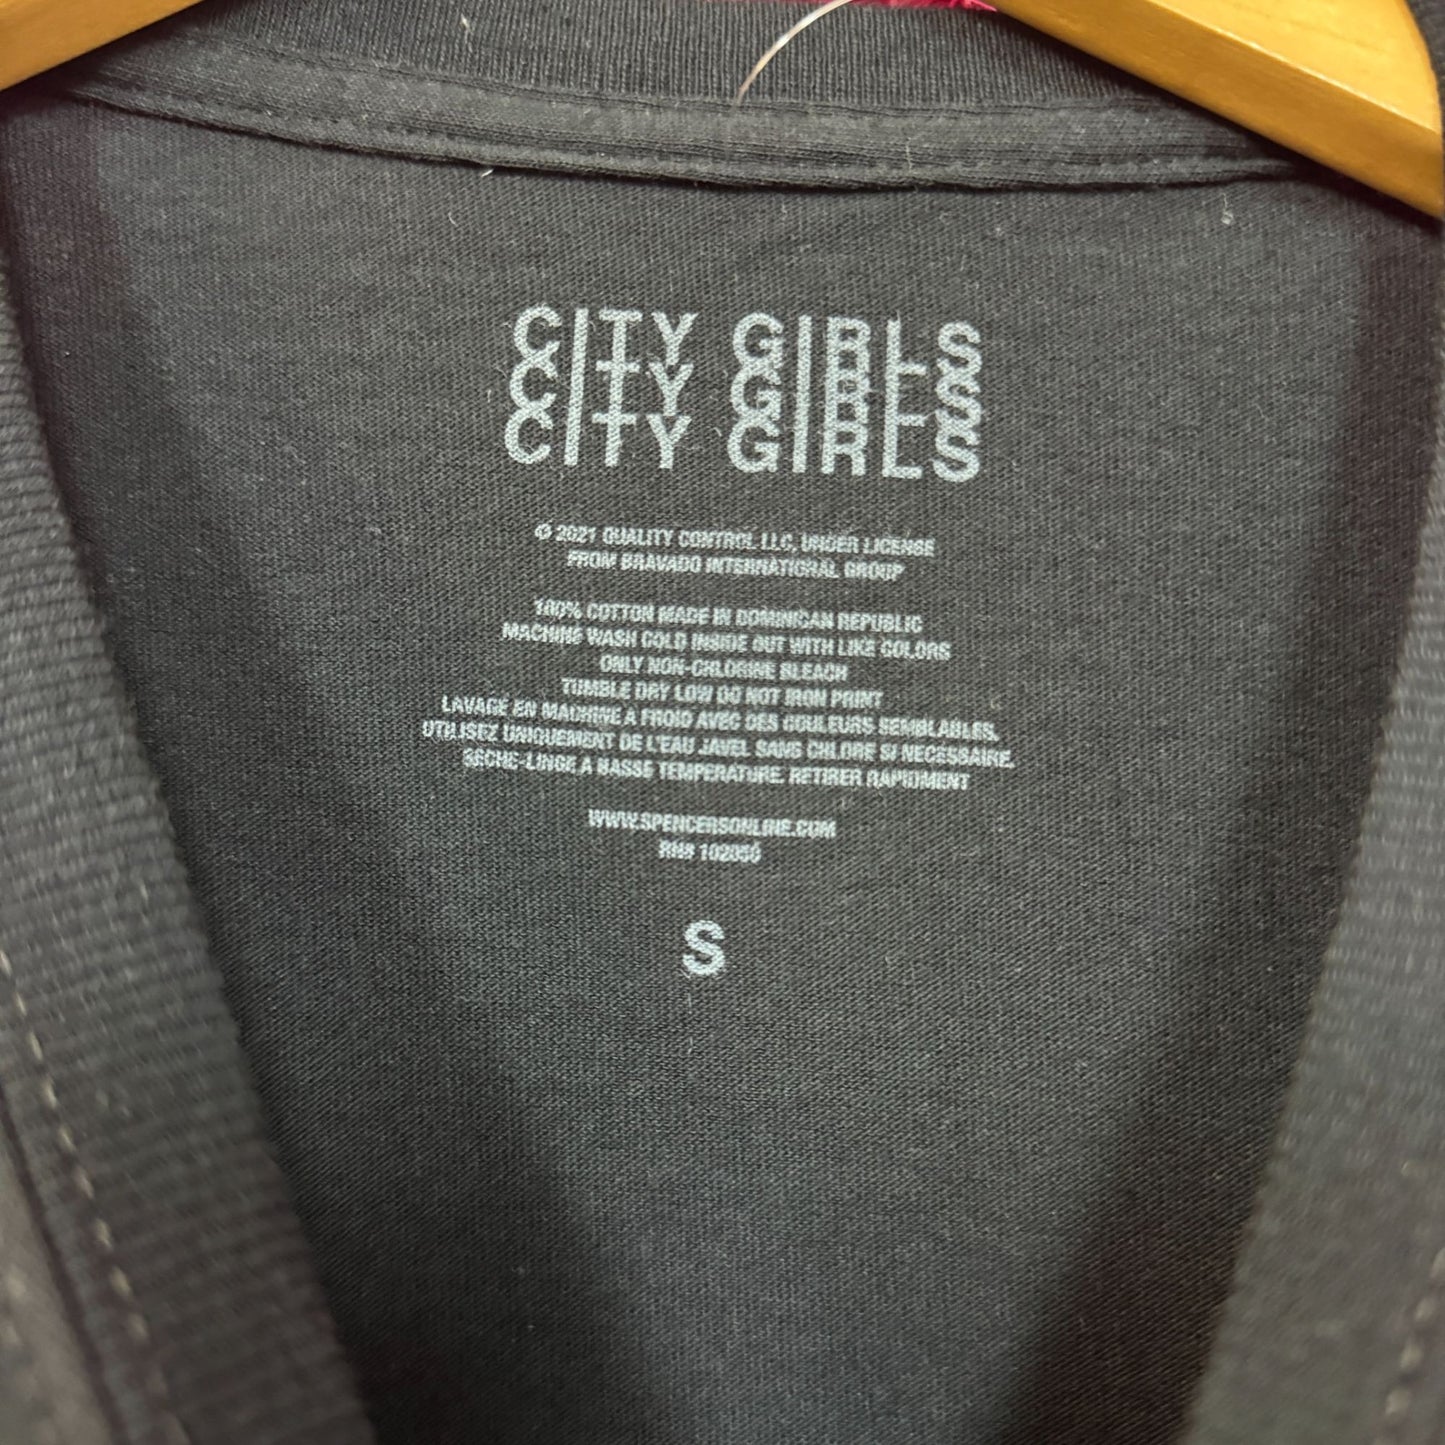 CITY GIRLS
CITY GIRLS
CITY GIRLS
© 2021 QUALITY CONTROL LLC, UNDER LICENSE
FROM BRAVADO INTERNATIONAL GROUP
100% COTTON MADE IN DOMINICAN REPUBLIC
MACHINE WASH COLD INSIDE OUT WITH LIKE COLORS
ONLY NON-CHLORINE BLEACH
TUMBLE DRY LOW DO NOT IRON PRINT
LAVAGE EN MACHINE A FROID AVEC DES COULEURS SEMBLABLES.
UTILISEZ UNIQUEMENT DE L'EAU JAVEL SANS CHLORE SI NECESSAIRE.
SECHE-LINGE A BASSE TEMPERATURE. RETIRER RAPIDMENT
WWW.SPENCERSONLINE.COM
RN# 102050
S